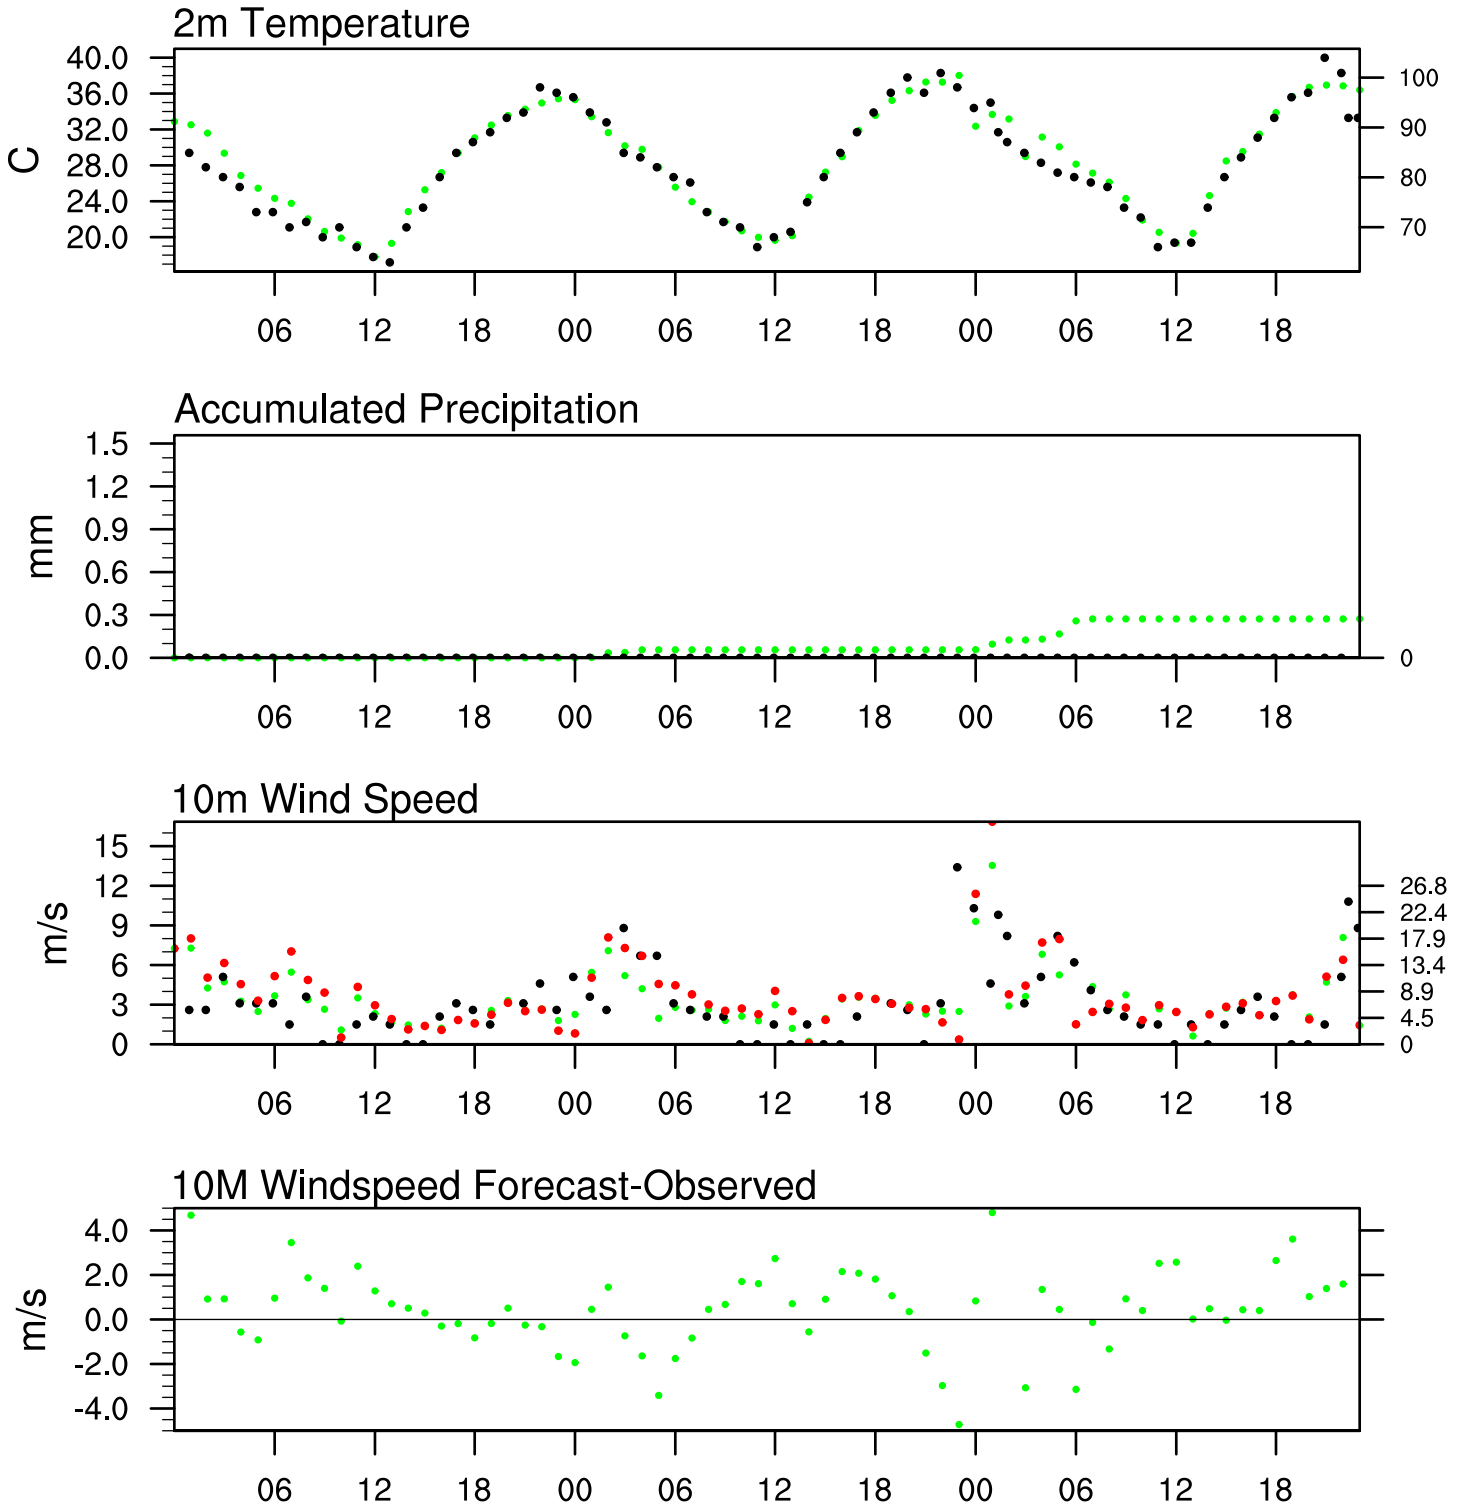 2m Temperature
C
40.0
36.0
32.0
28.0
24.0
20.0
100
90
80
70
06 12 18 00 06 12 18 00 06 12 18
Accumulated Precipitation
mm
1.5
1.2
0.9
0.6
0.3
0.0
0
06 12 18 00 06 12 18 00 06 12 18
10m Wind Speed
m/s
15
12
9
6
3
0
26.8
22.4
17.9
13.4
8.9
4.5
0
06 12 18 00 06 12 18 00 06 12 18
10M Windspeed Forecast-Observed
m/s
4.0
2.0
0.0
-2.0
-4.0
06 12 18 00 06 12 18 00 06 12 18